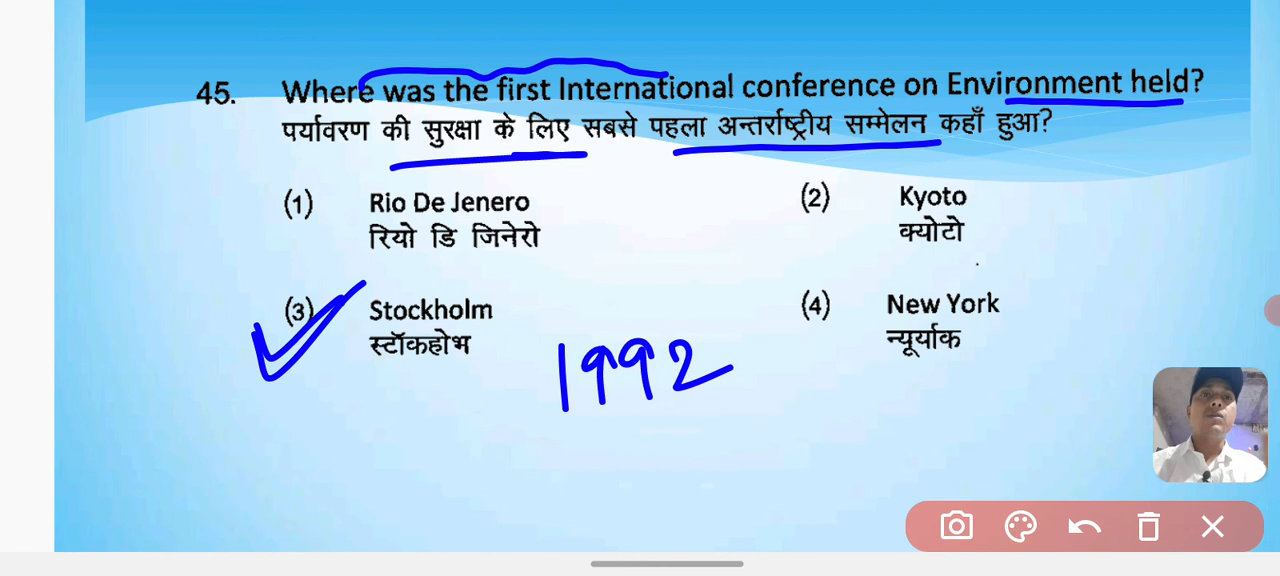 45. Where was the first International conference on Environment held?
पर्यावरण की सुरक्षा के लिए सबसे पहला अन्तर्राष्ट्रीय सम्मेलन कहाँ हुआ?
(1) Rio De Jenero (2) Kyoto
रियो डि जिनेरो क्योटो
(3) Stockholm (4) New York
स्टॉकहोभ न्यूर्याक
1992